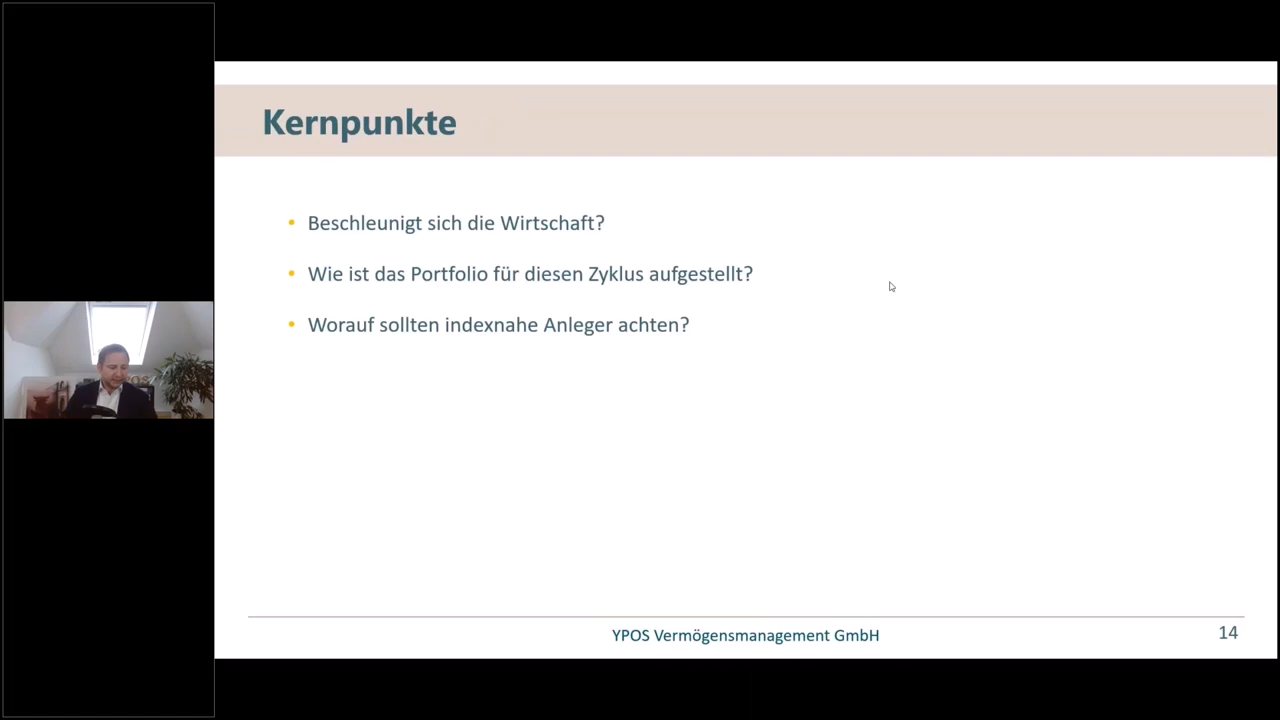 Kernpunkte
• Beschleunigt sich die Wirtschaft?
• Wie ist das Portfolio für diesen Zyklus aufgestellt?
• Worauf sollten indexnahe Anleger achten?
YPOS Vermögensmanagement GmbH
14